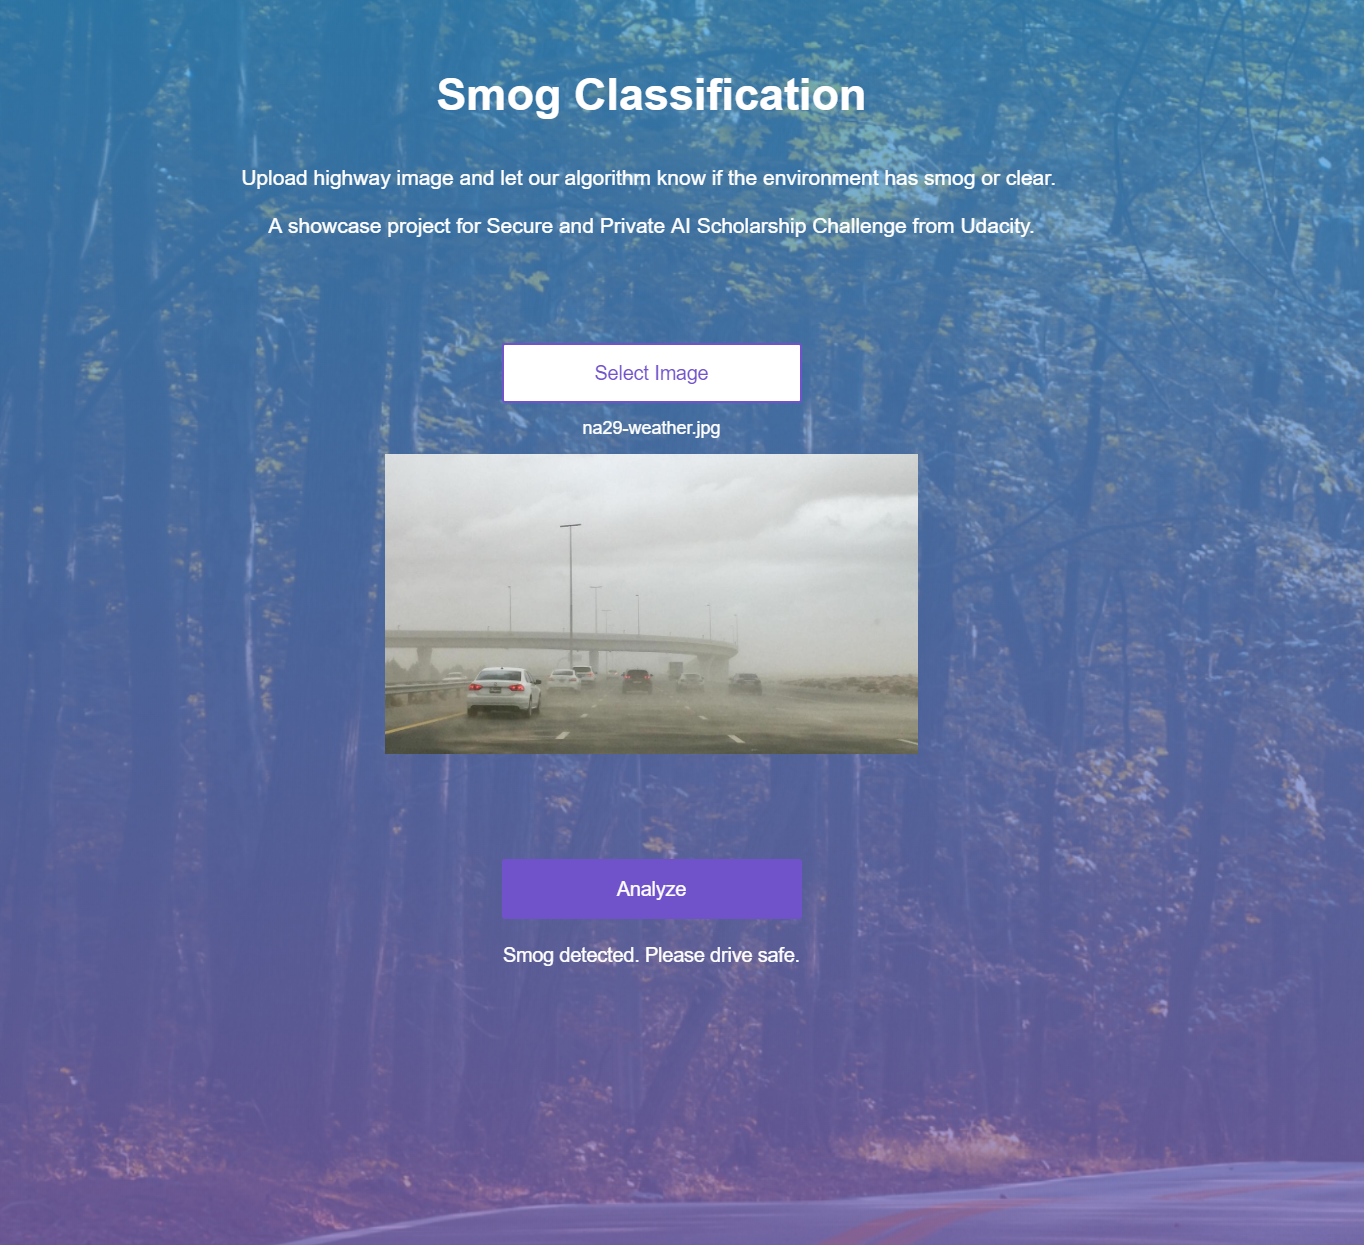 Smog Classification
Upload highway image and let our algorithm know if the environment has smog or clear.
A showcase project for Secure and Private AI Scholarship Challenge from Udacity.
Select Image
na29-weather.jpg
Analyze
Smog detected. Please drive safe.